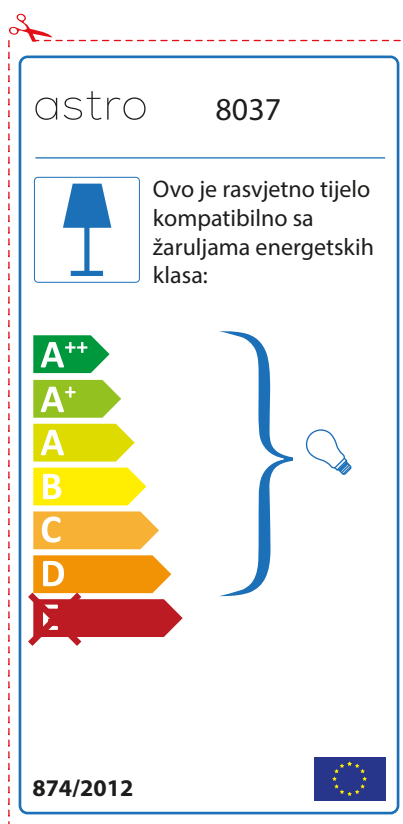 astro 8037
Ovo je rasvjetno tijelo
kompatibilno sa
žaruljama energetskih
klasa:
A++
A+
A
B
C
D
E
874/2012